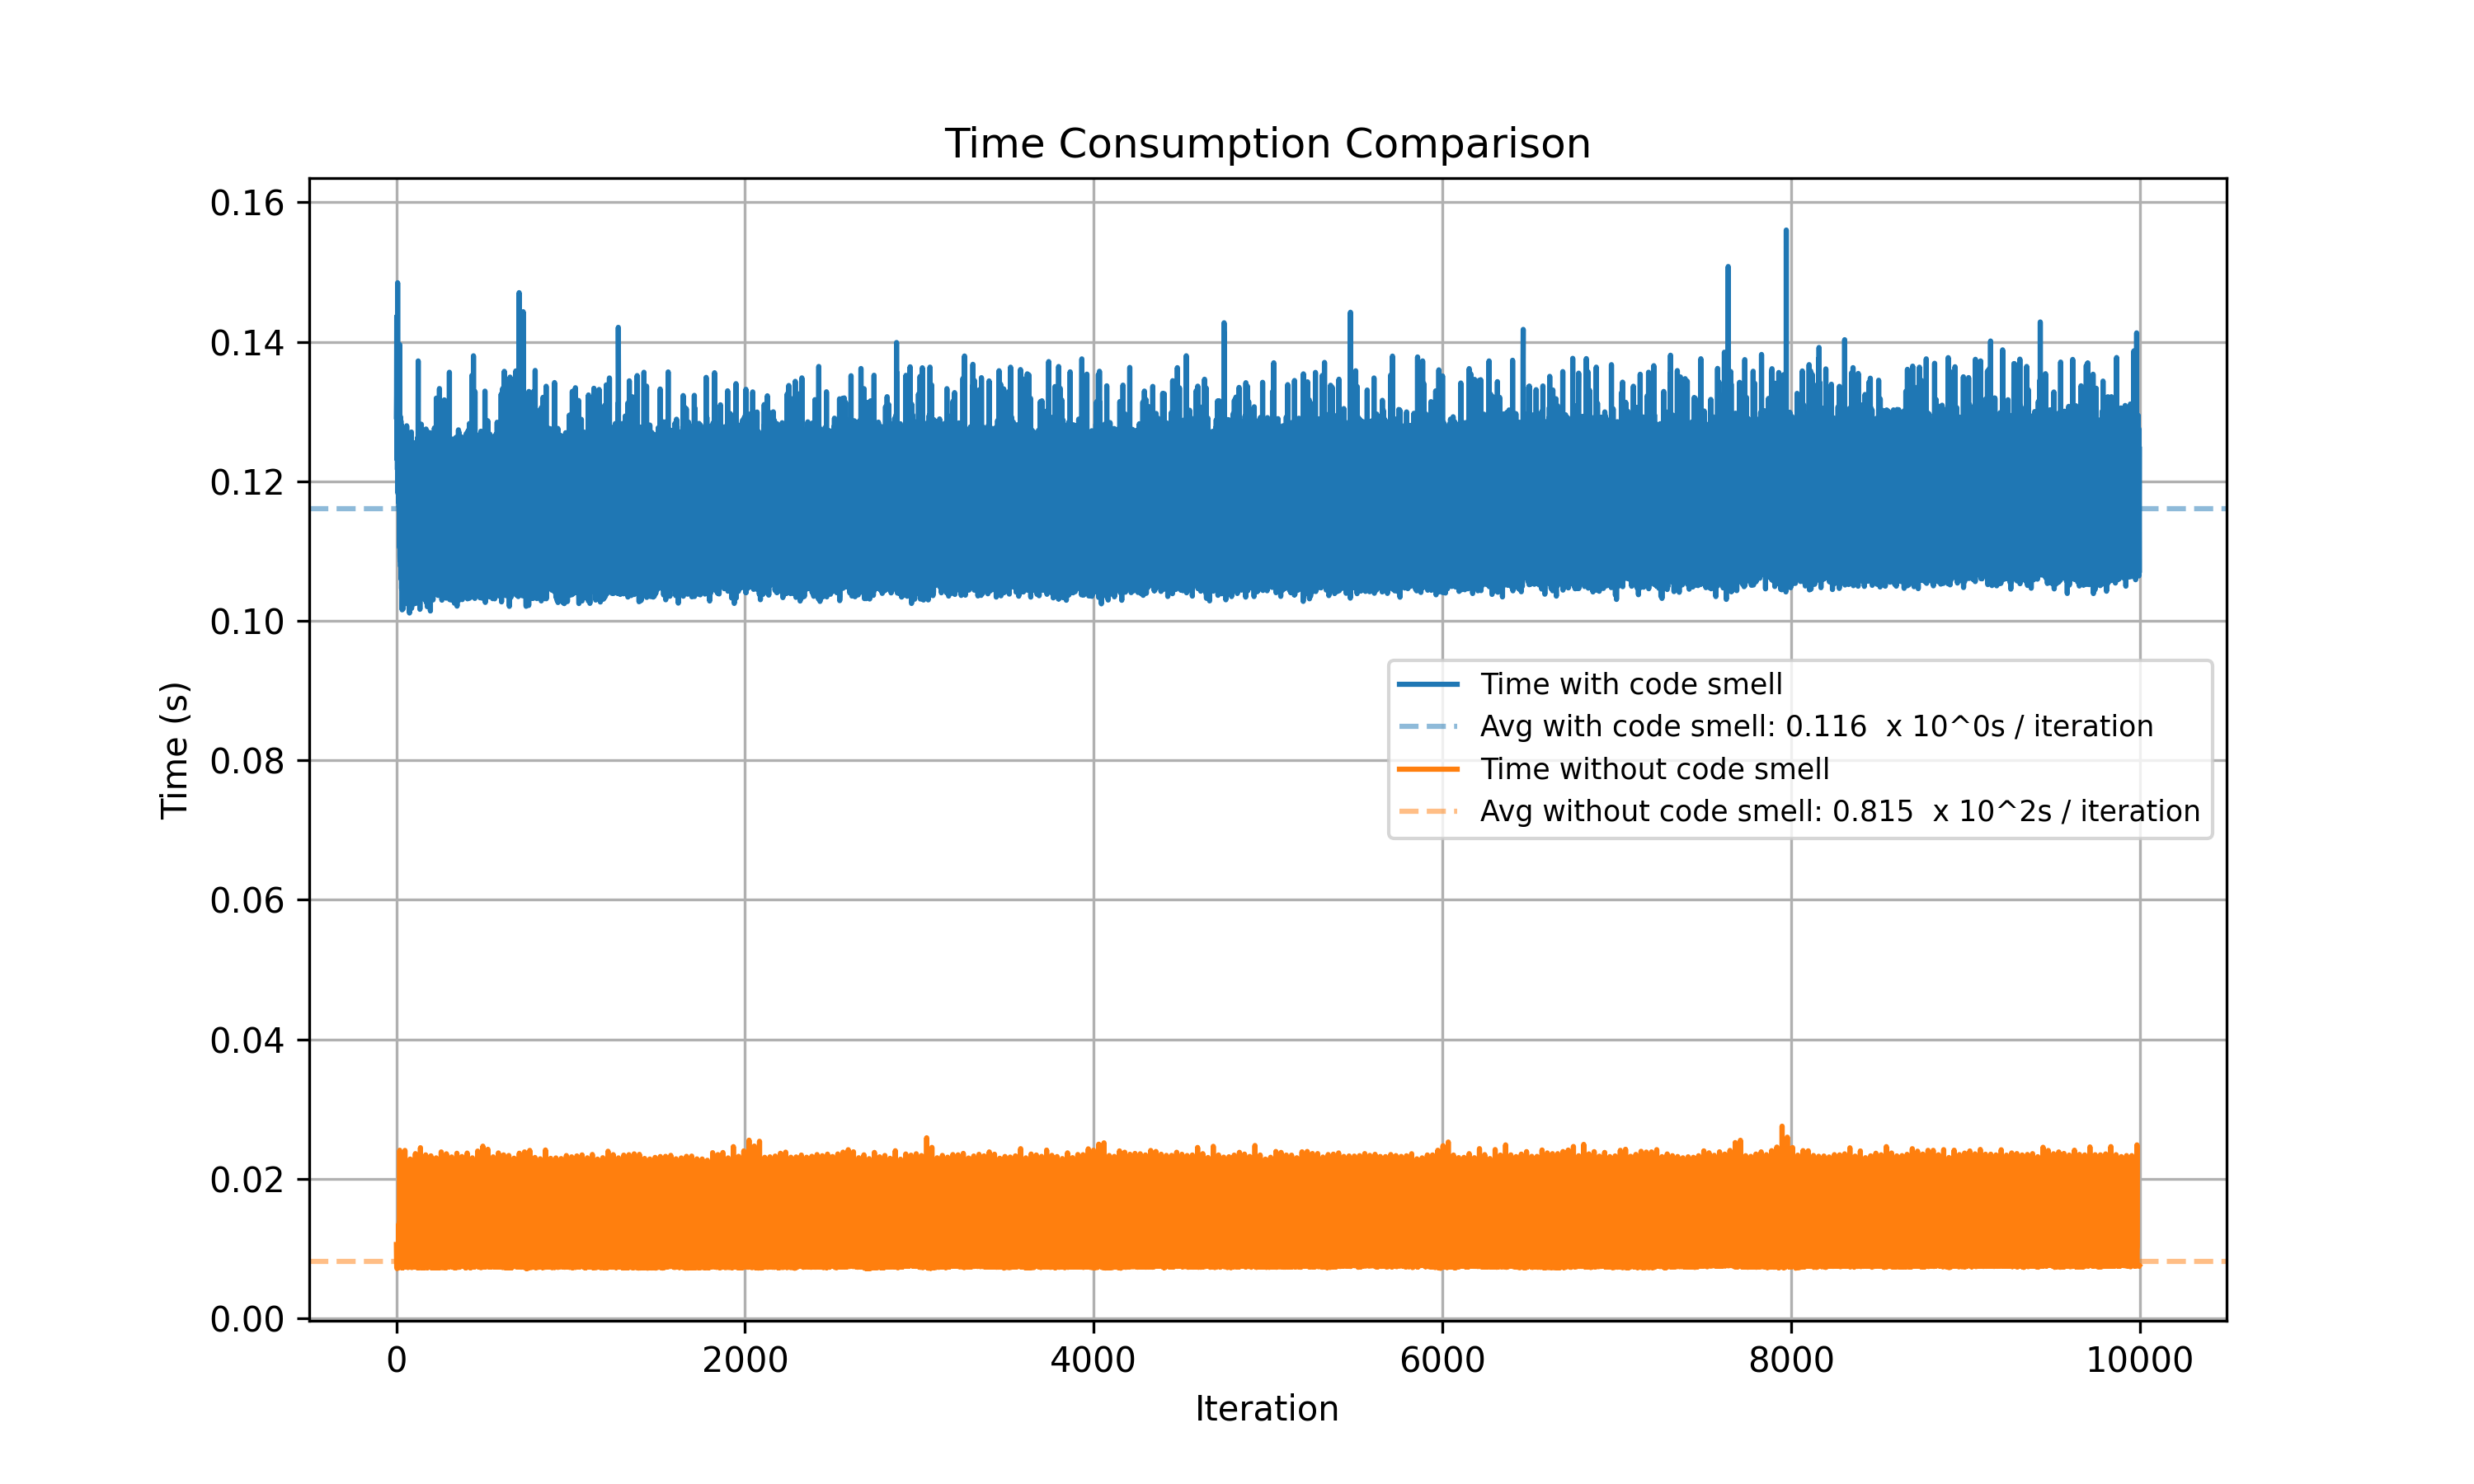 Time Consumption Comparison
0.16
0.14
0.12
0.10
0.08
0.06
0.04
0.02
0.00
Time (s)
Time with code smell
Avg with code smell: 0.116  x 10^0s / iteration
Time without code smell
Avg without code smell: 0.815  x 10^2s / iteration
0 2000 4000 6000 8000 10000
Iteration